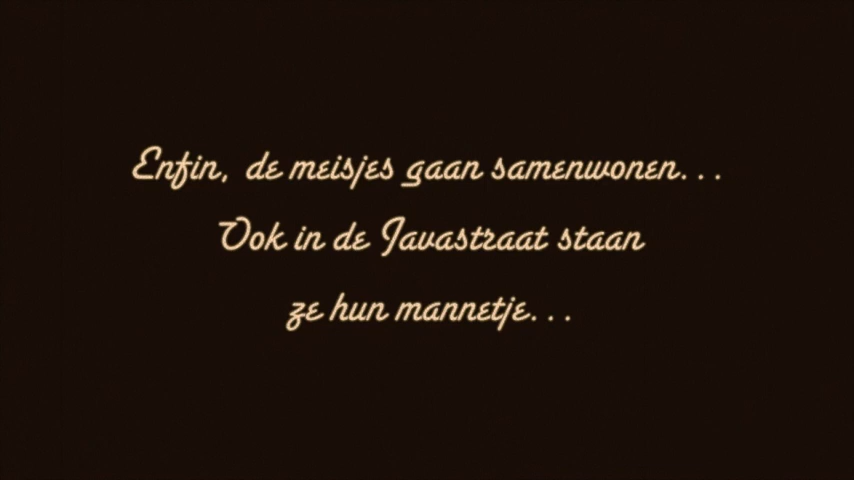 Enfin, de meisjes gaan samenwonen...
Ook in de Javastraat staan
ze hun mannetje...